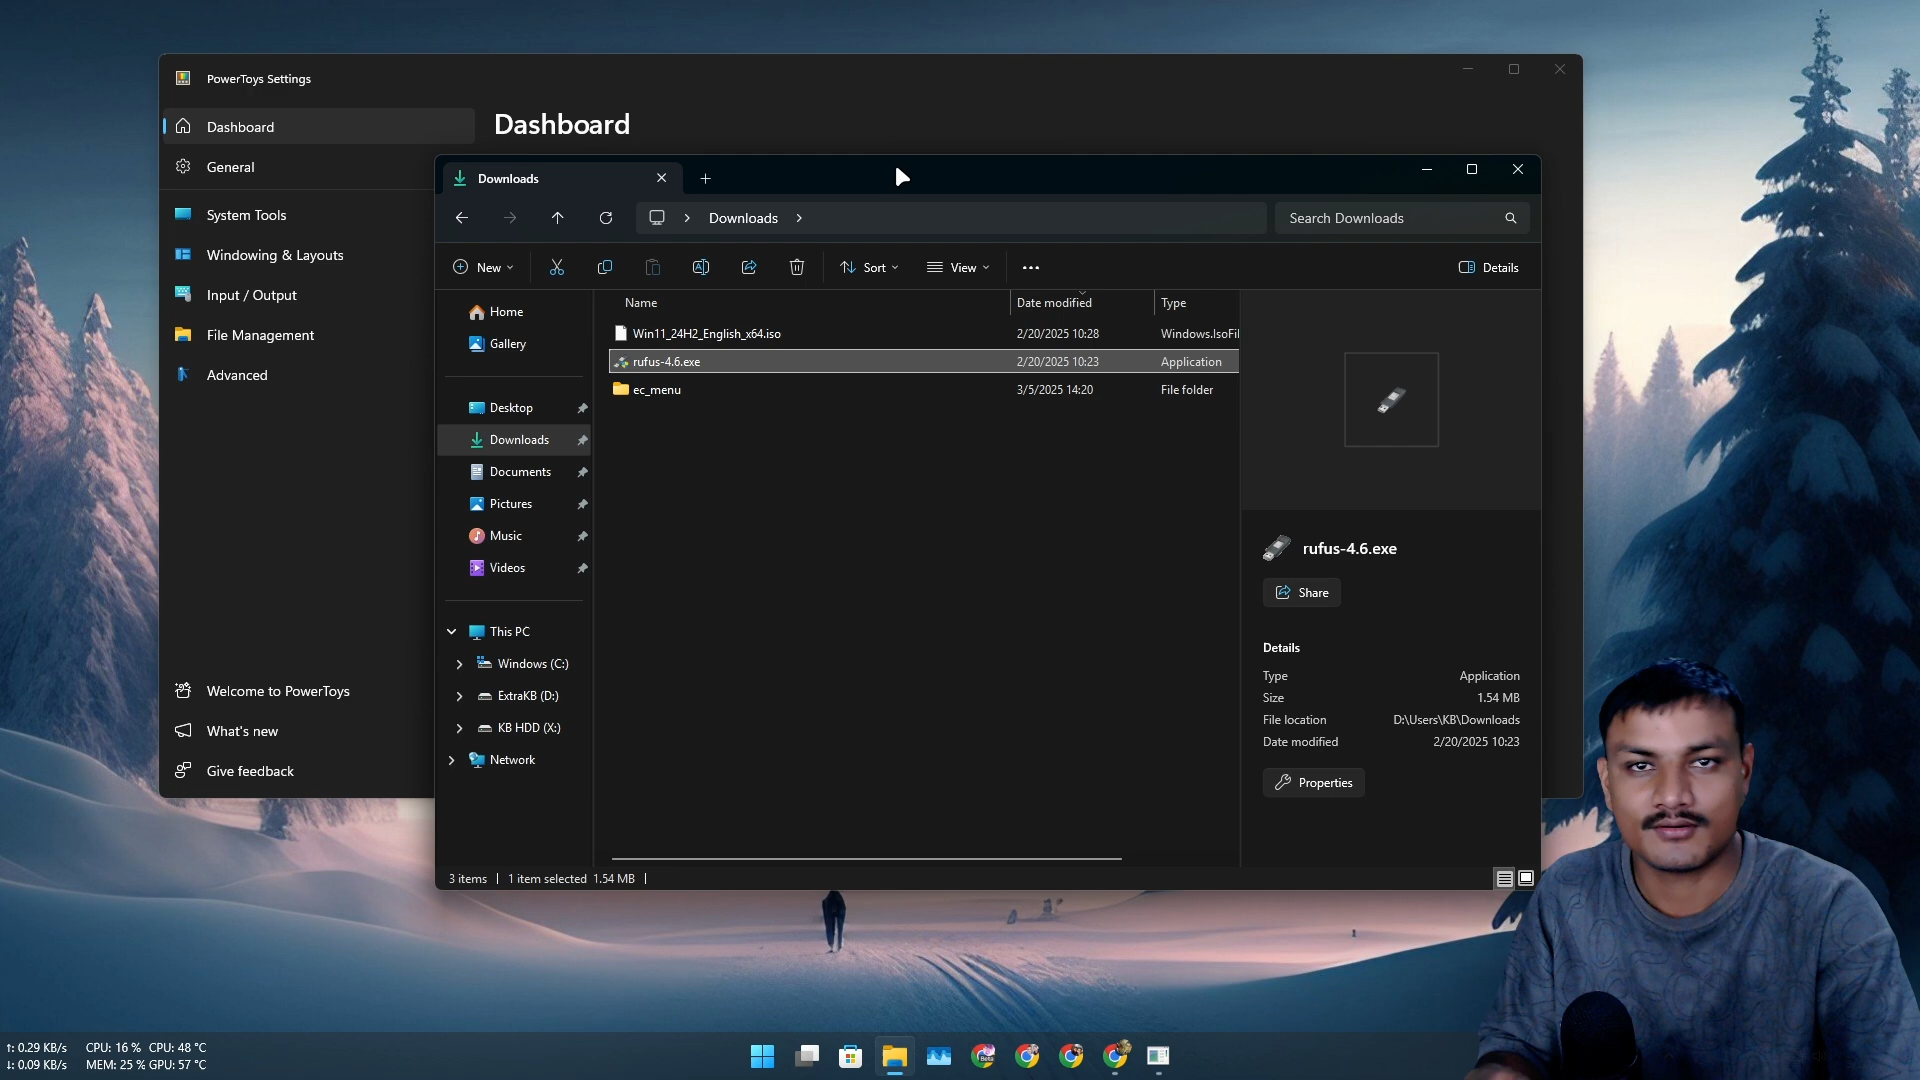 PowerToys Settings
Dashboard
General
System Tools
Windowing & Layouts
Input / Output
File Management
Advanced
Welcome to PowerToys
What's new
Give feedback
Dashboard
Downloads
Downloads
Search Downloads
New
Sort
View
Details
Home
Gallery
Desktop
Downloads
Documents
Pictures
Music
Videos
This PC
Windows (C:)
ExtraKB (D:)
KB HDD (X:)
Network
Name Date modified Type
Win11_24H2_English_x64.iso 2/20/2025 10:28 Windows.IsoFil
rufus-4.6.exe 2/20/2025 10:23 Application
ec_menu 3/5/2025 14:20 File folder
rufus-4.6.exe
Share
Details
Type Application
Size 1.54 MB
File location D:\Users\KB\Downloads
Date modified 2/20/2025 10:23
Properties
3 items 1 item selected 1.54 MB
↑: 0.29 KB/s CPU: 16 % CPU: 48 °C
↓: 0.09 KB/s MEM: 25 % GPU: 57 °C
Beta